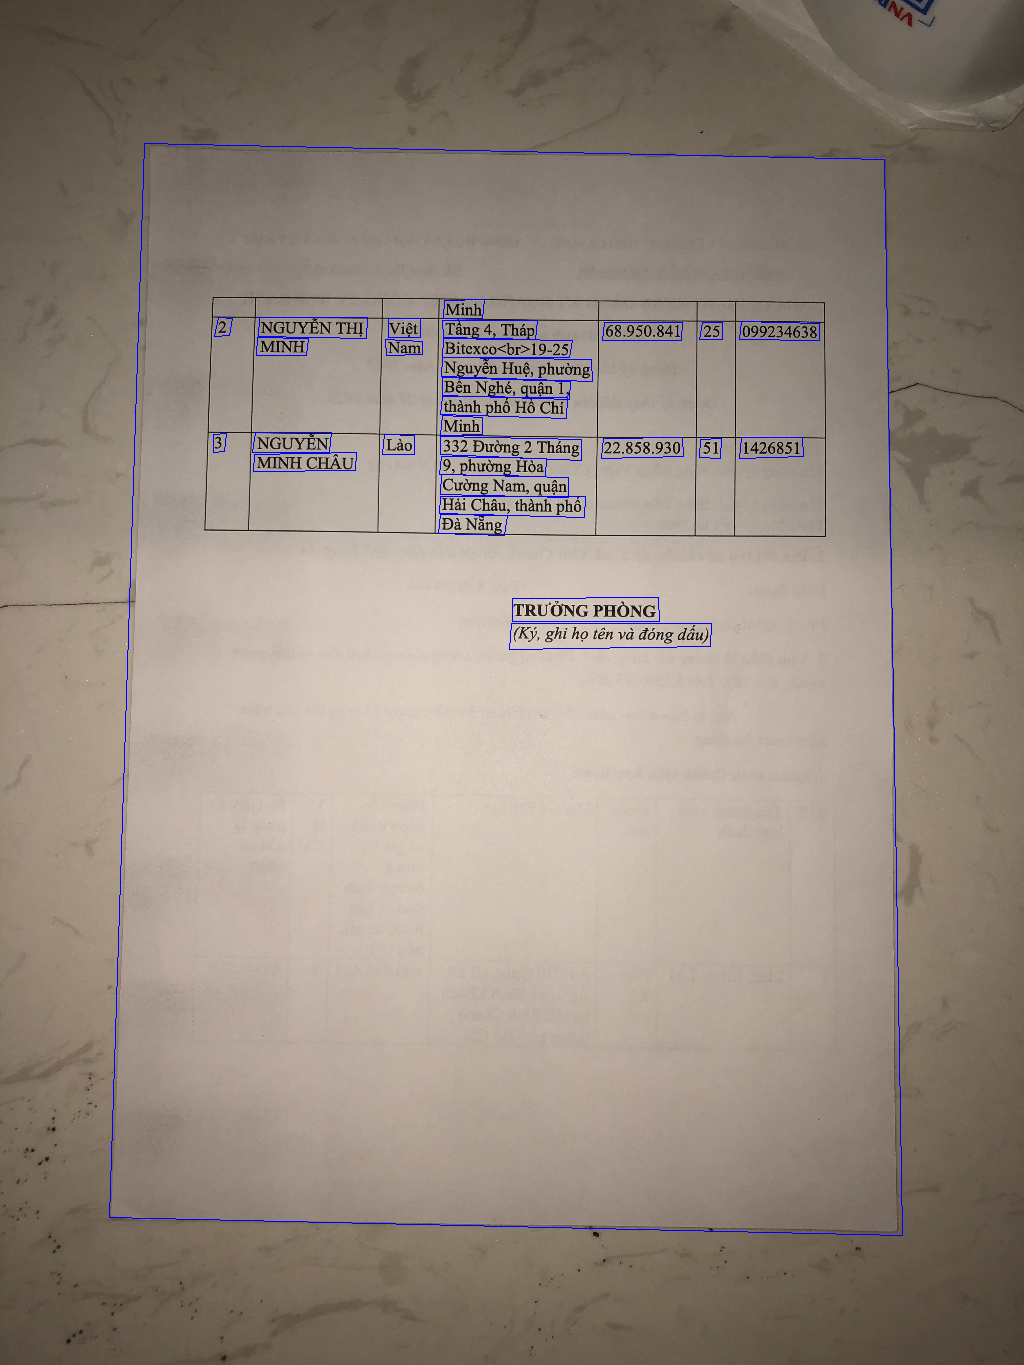 Minh
2 NGUYỄN THỊ Việt Tầng 4, Tháp 68.950.841 25 099234638
MINH Nam Bitexco<br>19-25
Nguyễn Huệ, phường
Bến Nghé, quận 1,
thành phố Hồ Chí
Minh
3 NGUYỄN Lào 332 Đường 2 Tháng 22.858.930 51 1426851
MINH CHÂU 9, phường Hòa
Cường Nam, quận
Hải Châu, thành phố
Đà Nẵng
TRƯỞNG PHÒNG
(Ký, ghi họ tên và đóng dấu)